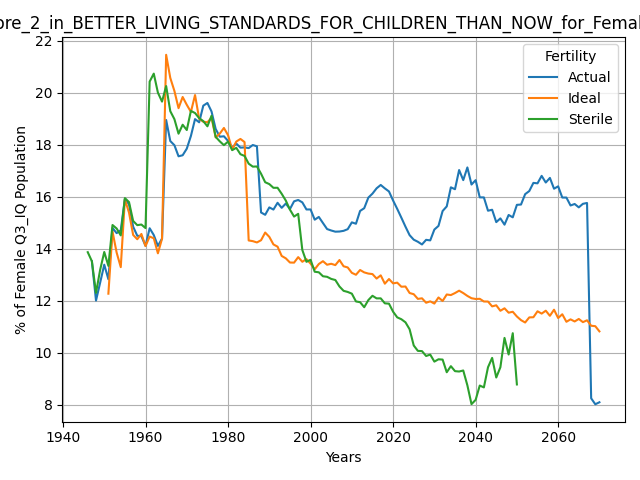 ore_2_in_BETTER_LIVING_STANDARDS_FOR_CHILDREN_THAN_NOW_for_Femal
Fertility
Actual
Ideal
Sterile
% of Female Q3_IQ Population
22
20
18
16
14
12
10
8
1940 1960 1980 2000 2020 2040 2060
Years